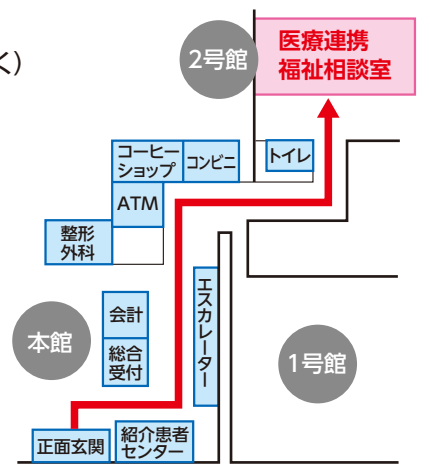 く)
2号館
医療連携
福祉相談室
コーヒー
ショップ
コンビニ
トイレ
ATM
整形
外科
エスカレーター
会計
本館
総合
受付
1号館
正面玄関
紹介患者
センター